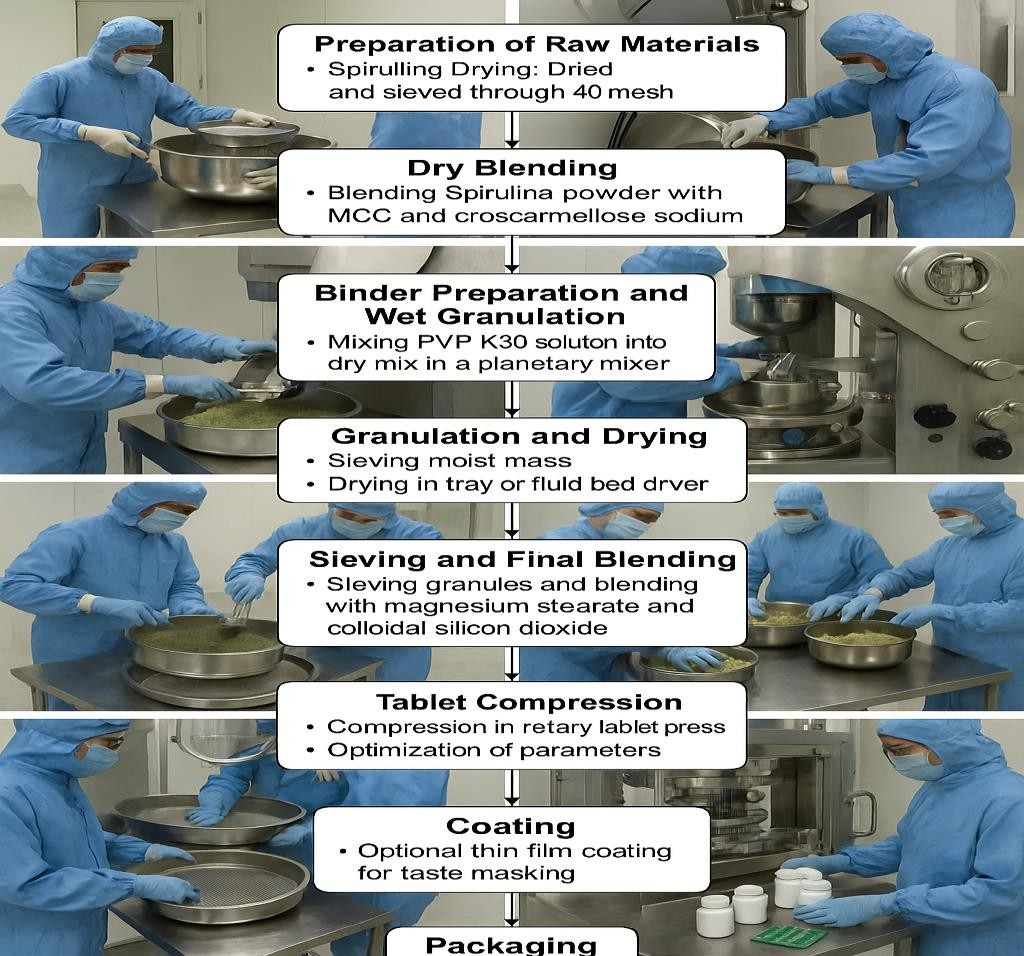 Preparation of Raw Materials
• Spirulling Drying: Dried
and sieved through 40 mesh
Dry Blending
• Blending Spirulina powder with
MCC and croscarmellose sodium
Binder Preparation and
Wet Granulation
• Mixing PVP K30 soluton into
dry mix in a planetary mixer
Granulation and Drying
• Sieving moist mass
• Drying in tray or fluld bed drver
Sieving and Final Blending
• Sleving granules and blending
with magnesium stearate and
colloidal silicon dioxide
Tablet Compression
• Compression in retary lablet press
• Optimization of parameters
Coating
• Optional thin film coating
for taste masking
Packaging